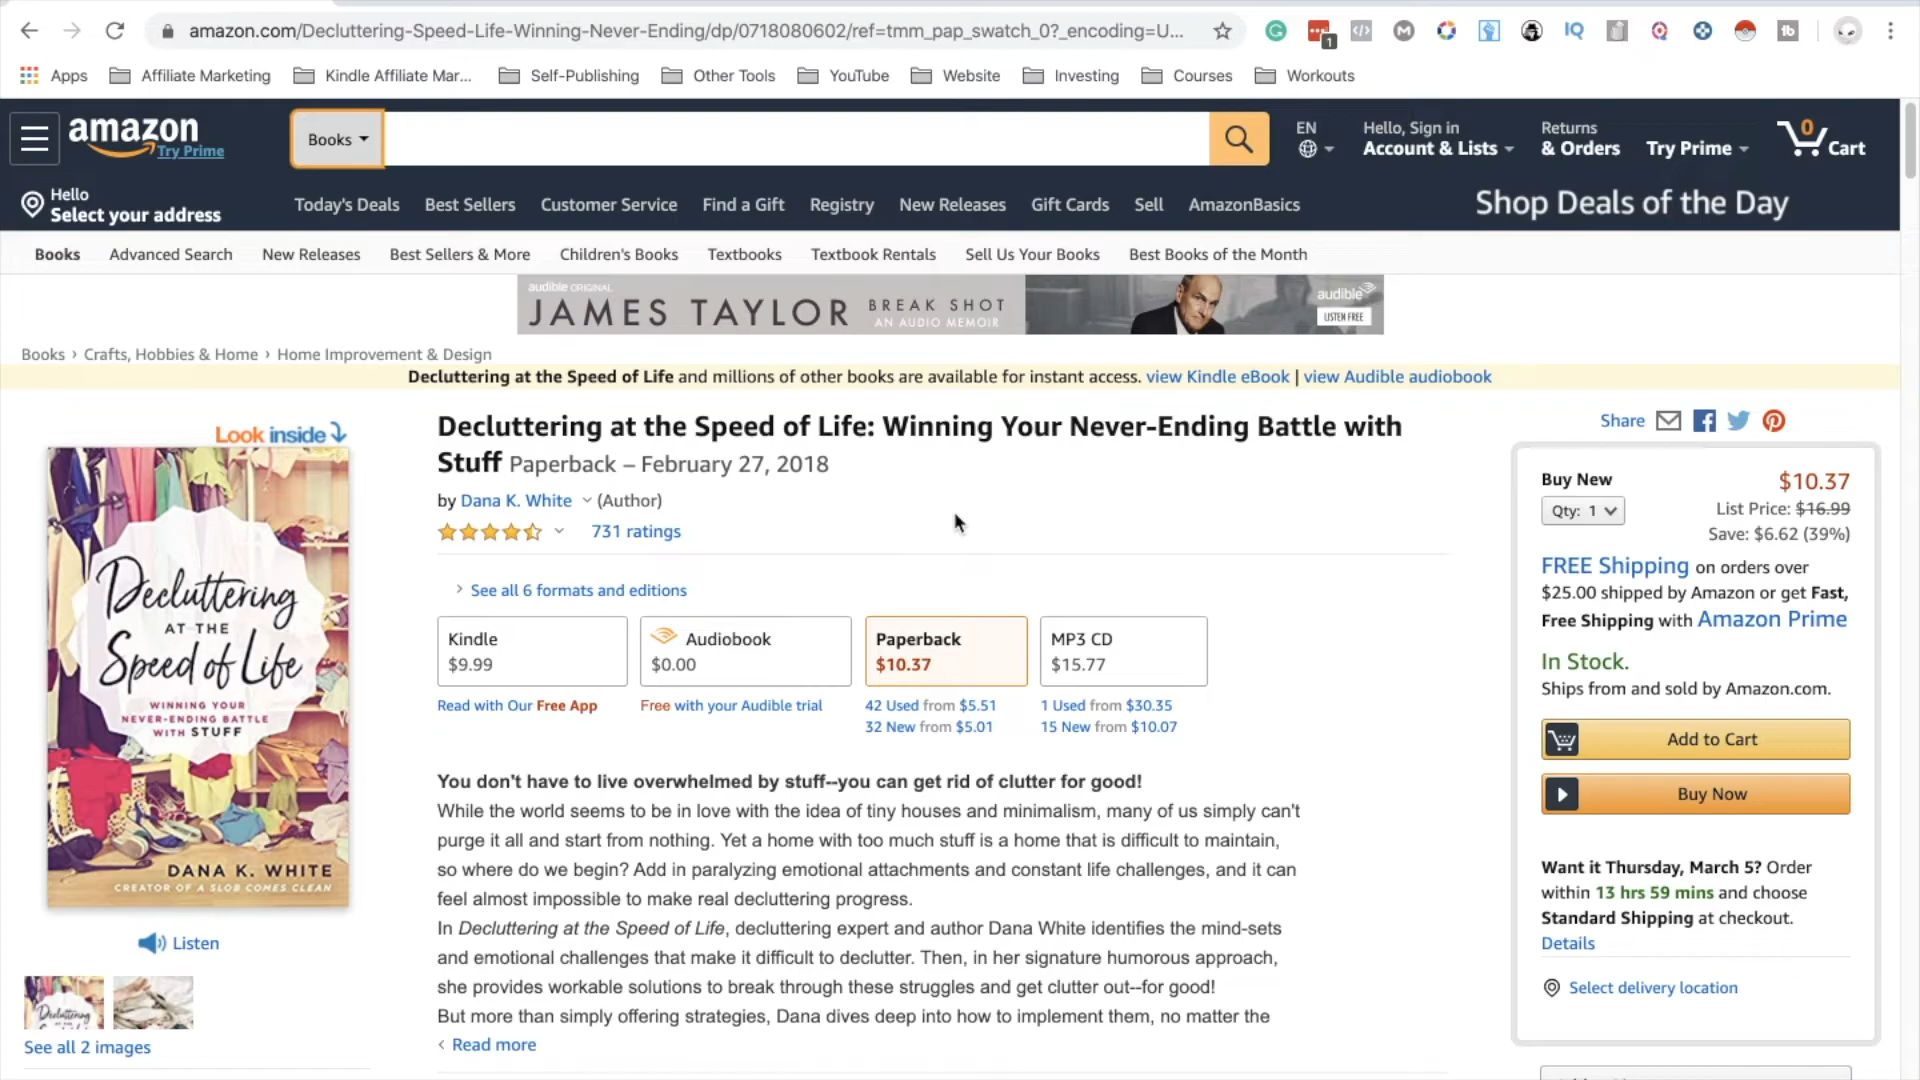 amazon.com/Decluttering-Speed-Life-Winning-Never-Ending/dp/0718080602/ref=tmm_pap_swatch_0?_encoding=U...
1
IQ
tb
Apps Affiliate Marketing Kindle Affiliate Mar... Self-Publishing Other Tools YouTube Website Investing Courses Workouts
amazon
Try Prime
Books
EN
Hello, Sign in
Account & Lists
Returns
& Orders
Try Prime
0
Cart
Hello
Select your address
Today's Deals Best Sellers Customer Service Find a Gift Registry New Releases Gift Cards Sell AmazonBasics
Shop Deals of the Day
Books Advanced Search New Releases Best Sellers & More Children's Books Textbooks Textbook Rentals Sell Us Your Books Best Books of the Month
audible ORIGINAL
JAMES TAYLOR
BREAK SHOT
AN AUDIO MEMOIR
audible
LISTEN FREE
Books › Crafts, Hobbies & Home › Home Improvement & Design
Decluttering at the Speed of Life and millions of other books are available for instant access. view Kindle eBook | view Audible audiobook
Look inside
Decluttering
AT THE
Speed of Life
WINNING YOUR
NEVER-ENDING BATTLE
WITH STUFF
DANA K. WHITE
CREATOR OF A SLOB COMES CLEAN
Listen
Decluttering
See all 2 images
Decluttering at the Speed of Life: Winning Your Never-Ending Battle with
Stuff Paperback – February 27, 2018
by Dana K. White (Author)
731 ratings
› See all 6 formats and editions
Kindle
$9.99
Audiobook
$0.00
Paperback
$10.37
MP3 CD
$15.77
Read with Our Free App
Free with your Audible trial
42 Used from $5.51
32 New from $5.01
1 Used from $30.35
15 New from $10.07
You don't have to live overwhelmed by stuff--you can get rid of clutter for good!
While the world seems to be in love with the idea of tiny houses and minimalism, many of us simply can't
purge it all and start from nothing. Yet a home with too much stuff is a home that is difficult to maintain,
so where do we begin? Add in paralyzing emotional attachments and constant life challenges, and it can
feel almost impossible to make real decluttering progress.
In Decluttering at the Speed of Life, decluttering expert and author Dana White identifies the mind-sets
and emotional challenges that make it difficult to declutter. Then, in her signature humorous approach,
she provides workable solutions to break through these struggles and get clutter out--for good!
But more than simply offering strategies, Dana dives deep into how to implement them, no matter the
‹ Read more
Share
Buy New
$10.37
Qty: 1
List Price: $16.99
Save: $6.62 (39%)
FREE Shipping on orders over
$25.00 shipped by Amazon or get Fast,
Free Shipping with Amazon Prime
In Stock.
Ships from and sold by Amazon.com.
Add to Cart
Buy Now
Want it Thursday, March 5? Order
within 13 hrs 59 mins and choose
Standard Shipping at checkout.
Details
Select delivery location